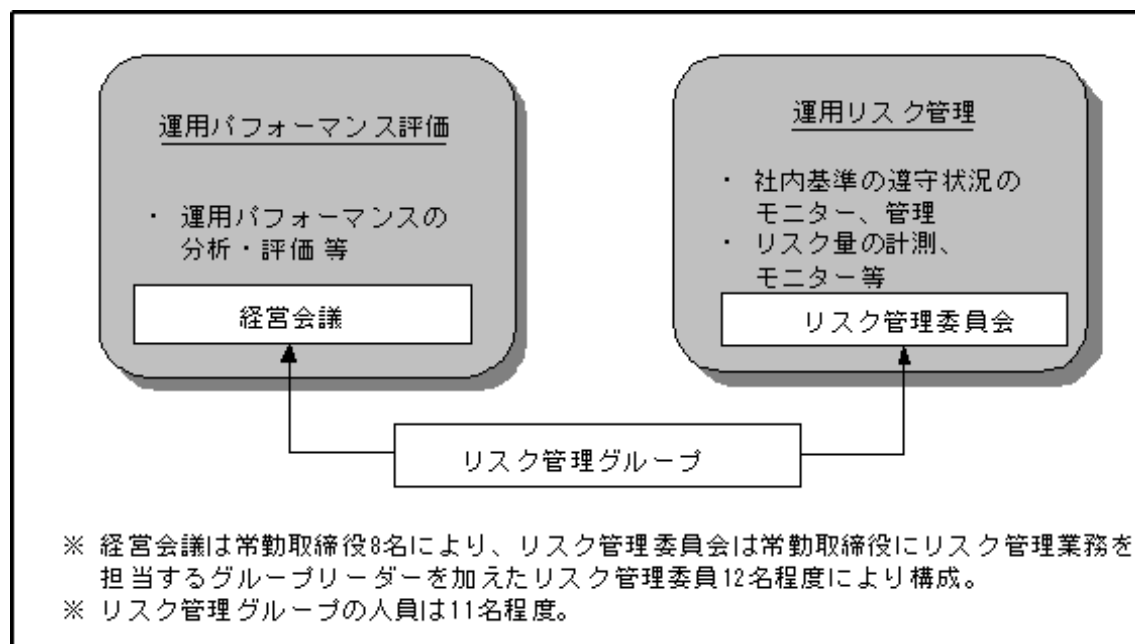 運用パフォーマンス評価
・ 運用パフォーマンスの
分析・評価 等
経営会議
運用リスク管理
・ 社内基準の遵守状況の
モニター、管理
・ リスク量の計測、
モニター等
リスク管理委員会
リスク管理グループ
※ 経営会議は常勤取締役8名により、リスク管理委員会は常勤取締役にリスク管理業務を
担当するグループリーダーを加えたリスク管理委員12名程度により構成。
※ リスク管理グループの人員は11名程度。